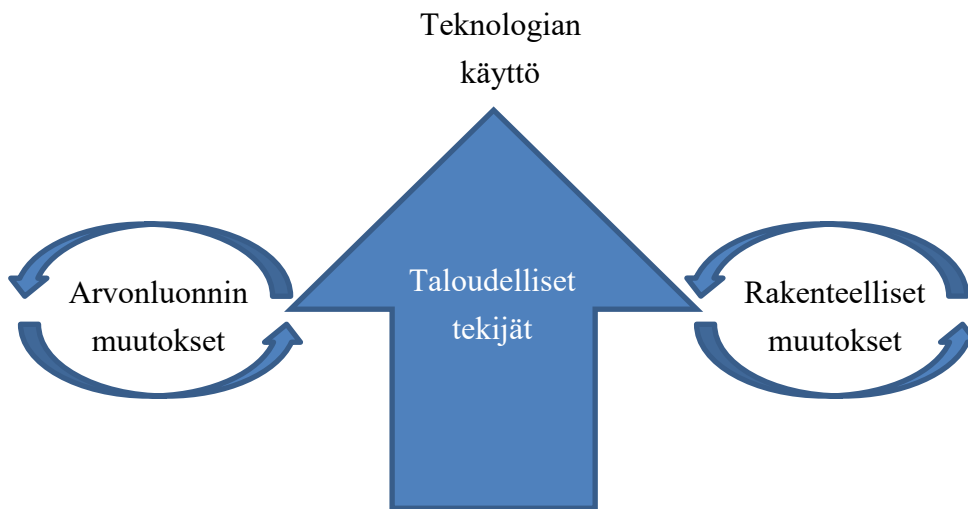 Teknologian
käyttö
Arvonluonnin
muutokset
Taloudelliset
tekijät
Rakenteelliset
muutokset